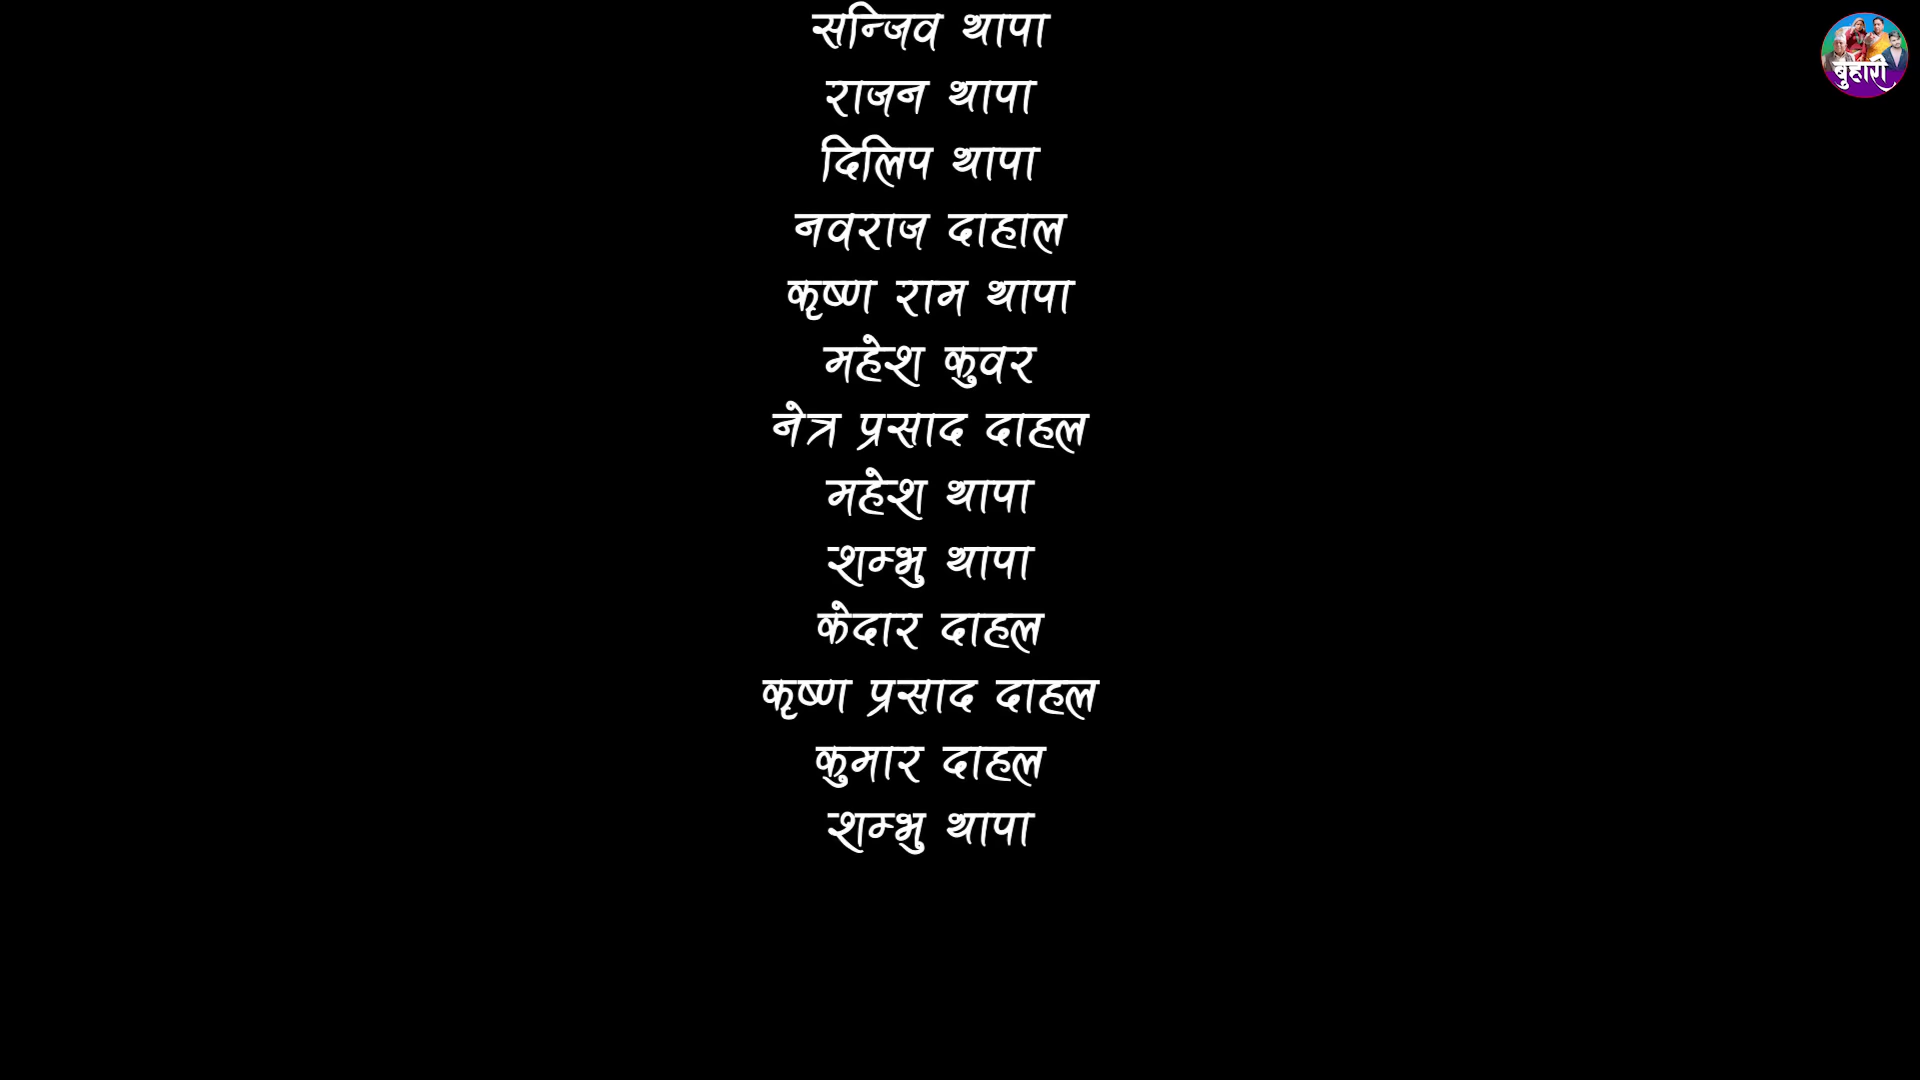 सन्जिव थापा
राजन थापा
दिलिप थापा
नवराज दाहाल
कृष्ण राम थापा
महेश कुवर
नेत्र प्रसाद दाहल
महेश थापा
शम्भु थापा
केदार दाहल
कृष्ण प्रसाद दाहल
कुमार दाहल
शम्भु थापा
बुहारी